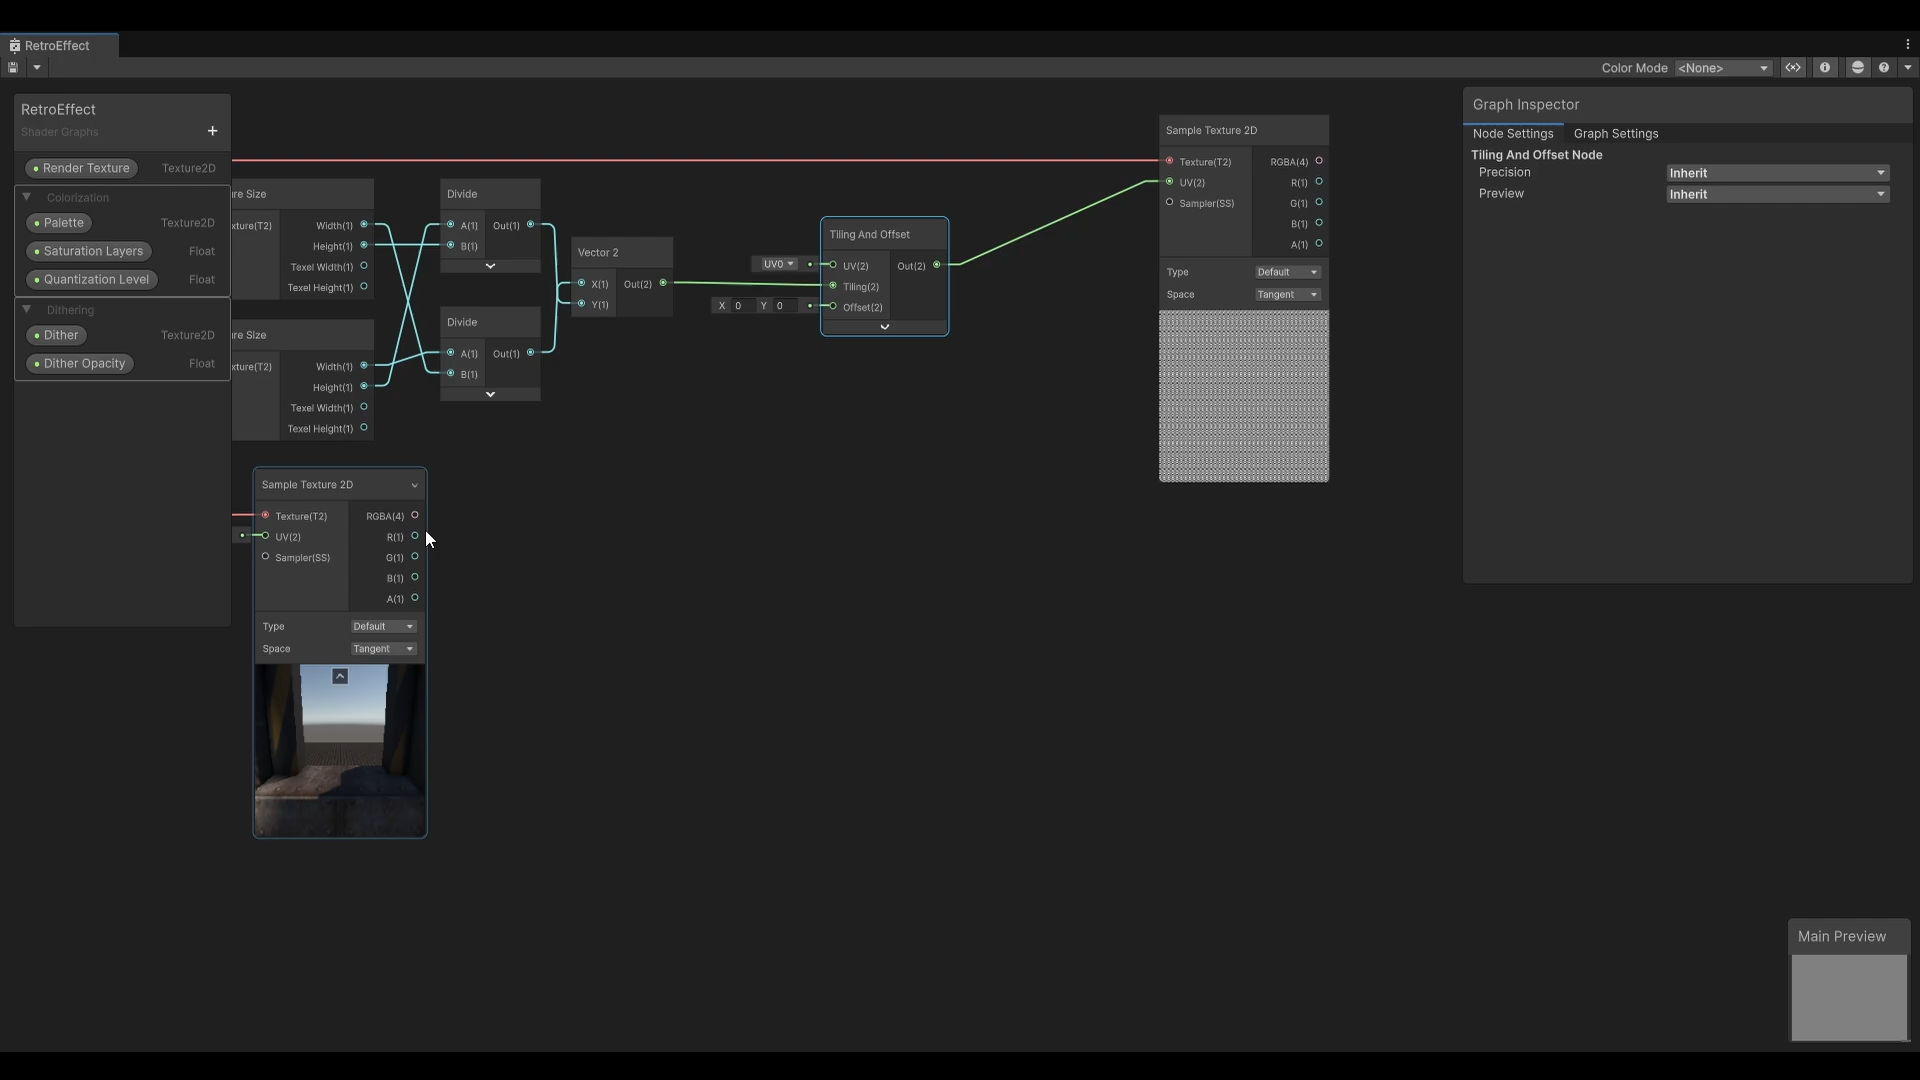 RetroEffect
Color Mode <None>
RetroEffect
Shader Graphs
+
Render Texture Texture2D
Colorization
Palette Texture2D
Saturation Layers Float
Quantization Level Float
Dithering
Dither Texture2D
Dither Opacity Float
re Size
xture(T2) Width(1)
Height(1)
Texel Width(1)
Texel Height(1)
re Size
xture(T2) Width(1)
Height(1)
Texel Width(1)
Texel Height(1)
Divide
A(1) Out(1)
B(1)
Divide
A(1) Out(1)
B(1)
Vector 2
X(1) Out(2)
Y(1)
UV0
X 0 Y 0
Tiling And Offset
UV(2) Out(2)
Tiling(2)
Offset(2)
Sample Texture 2D
Texture(T2) RGBA(4)
UV(2) R(1)
Sampler(SS) G(1)
B(1)
A(1)
Type Default
Space Tangent
Sample Texture 2D
Texture(T2) RGBA(4)
UV(2) R(1)
Sampler(SS) G(1)
B(1)
A(1)
Type Default
Space Tangent
Graph Inspector
Node Settings Graph Settings
Tiling And Offset Node
Precision Inherit
Preview Inherit
Main Preview